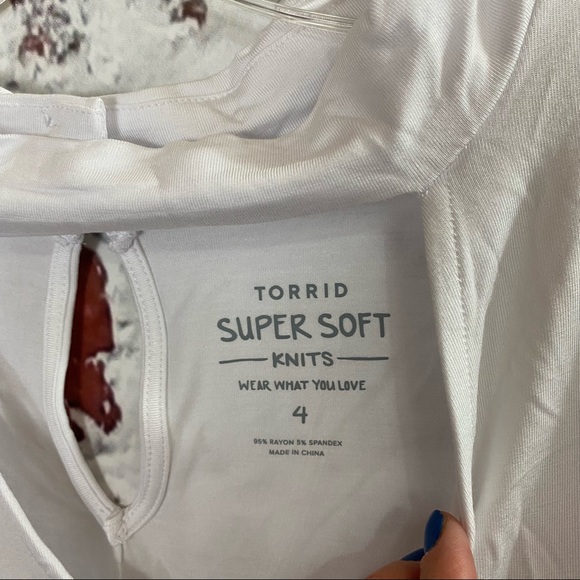 TORRID
SUPER SOFT
KNITS
WEAR WHAT YOU LOVE
4
95% RAYON 5% SPANDEX
MADE IN CHINA